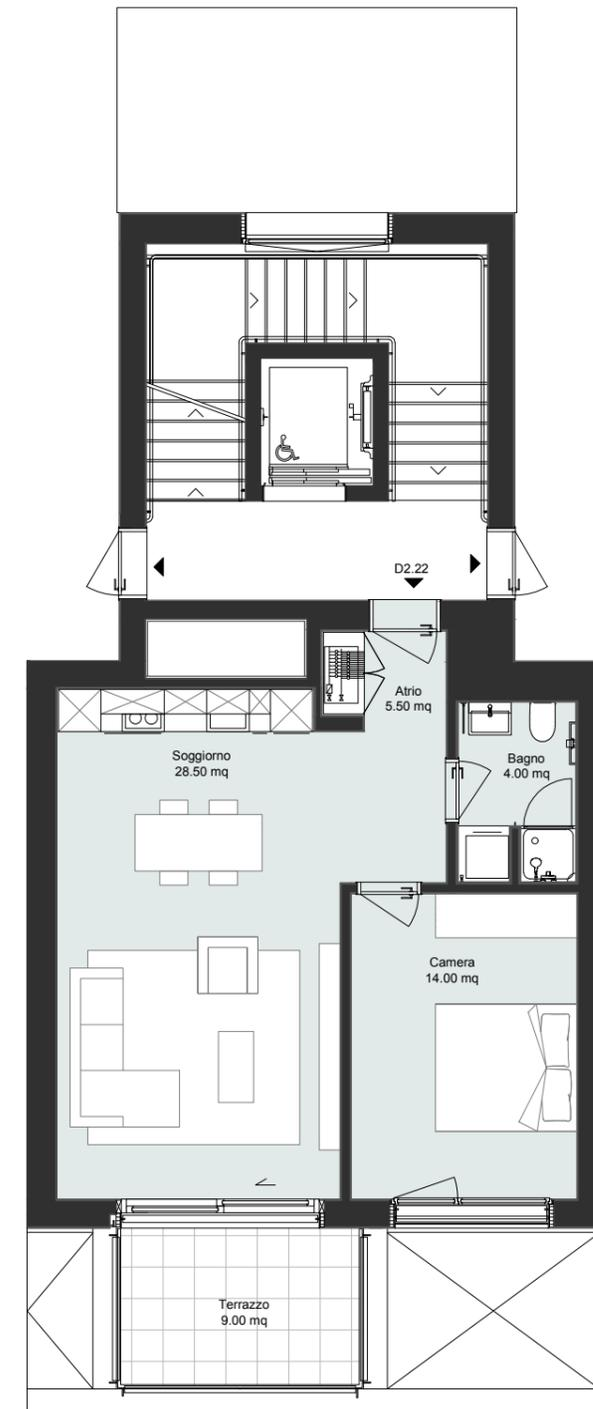 D2.22
Atrio
5.50 mq
Soggiorno
28.50 mq
Bagno
4.00 mq
Camera
14.00 mq
Terrazzo
9.00 mq